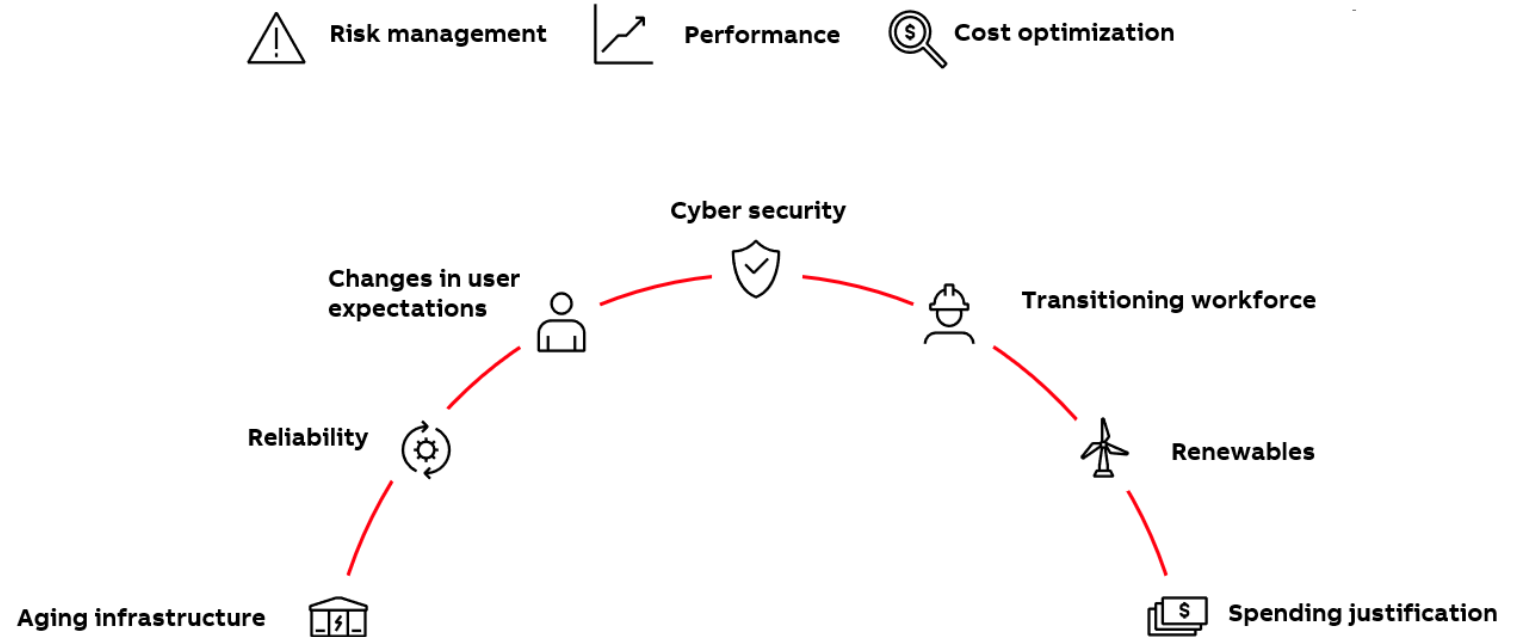 Risk management
Performance
Cost optimization
Cyber security
Changes in user
expectations
Transitioning workforce
Reliability
Renewables
Aging infrastructure
Spending justification